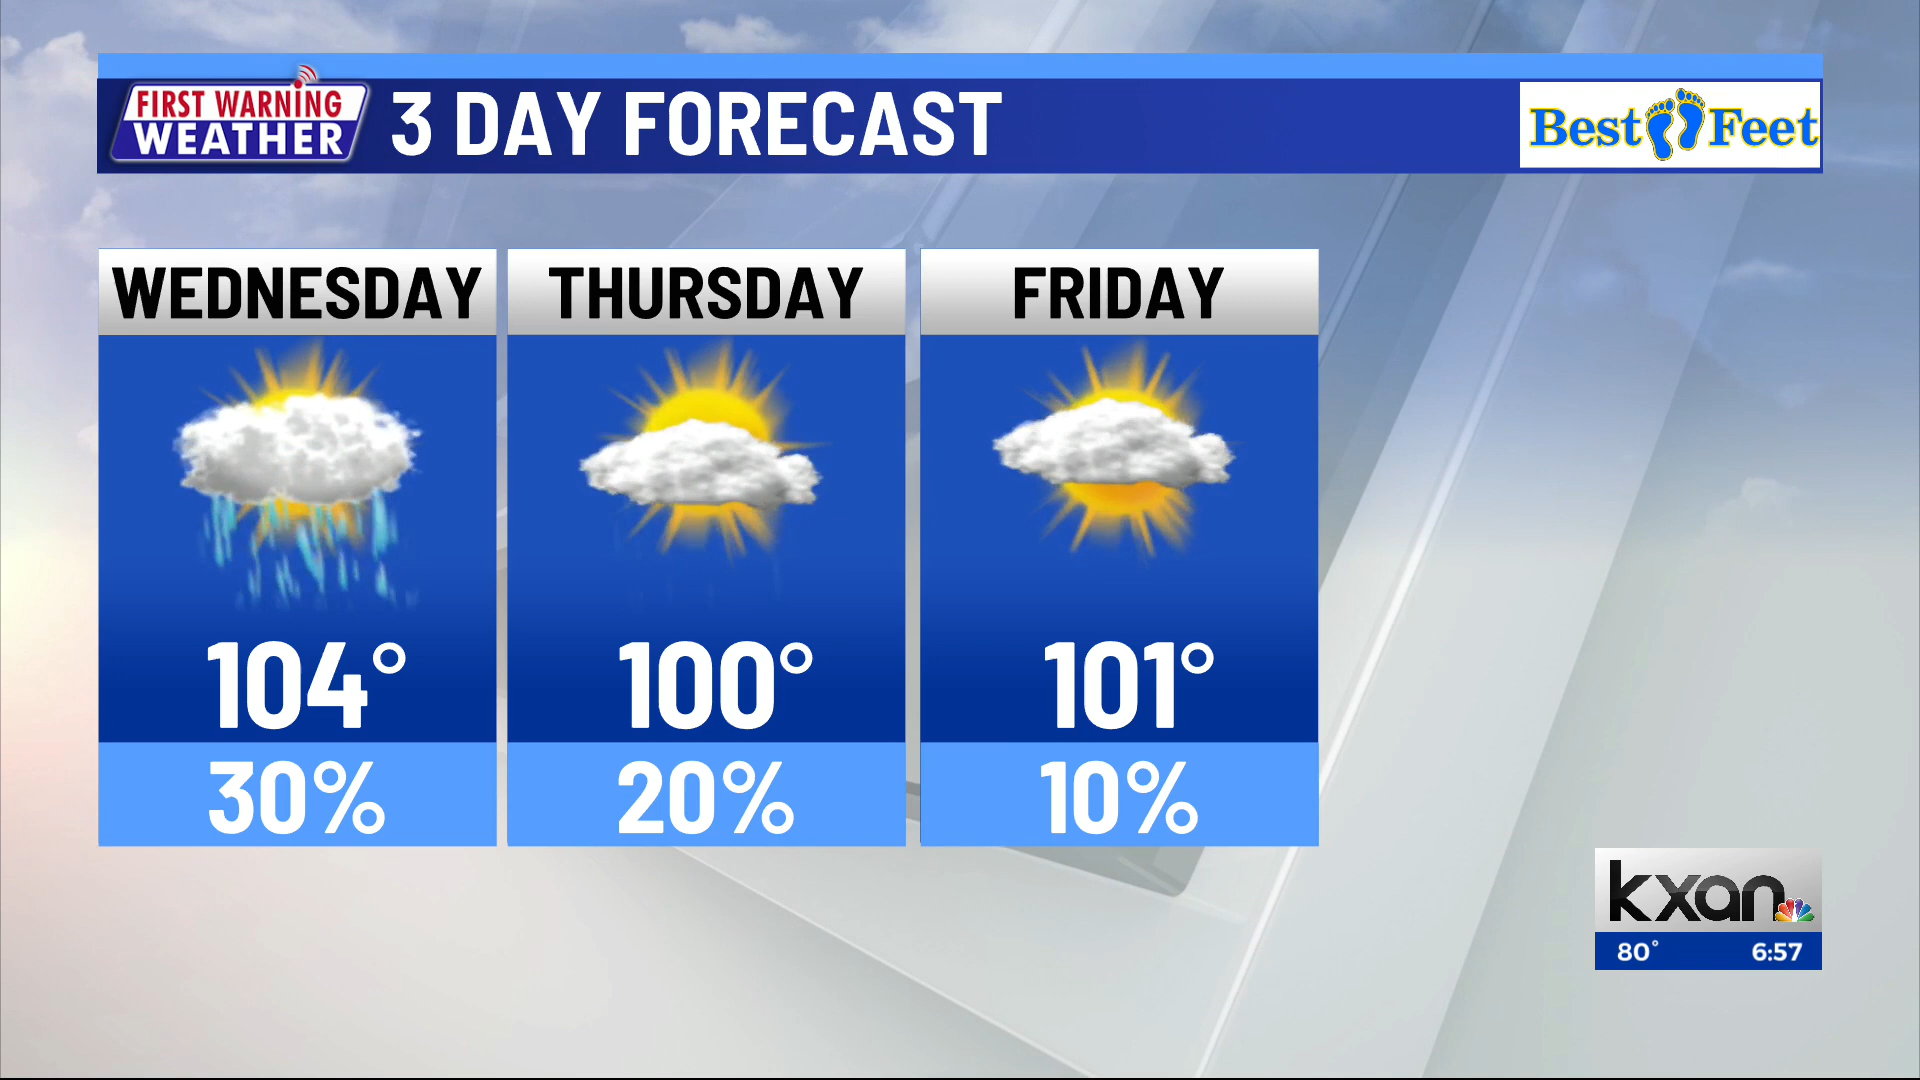 FIRST WARNING
WEATHER
3 DAY FORECAST
Best Feet
WEDNESDAY
THURSDAY
FRIDAY
104°
100°
101°
30%
20%
10%
kxan
80° 6:57